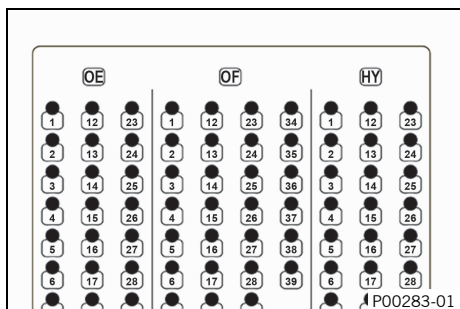 OE OF HY
1 12 23 1 12 23 34 1 12 23
2 13 24 2 13 24 35 2 13 24
3 14 25 3 14 25 36 3 14 25
4 15 26 4 15 26 37 4 15 26
5 16 27 5 16 27 38 5 16 27
6 17 28 6 17 28 39 6 17 28
P00283-01